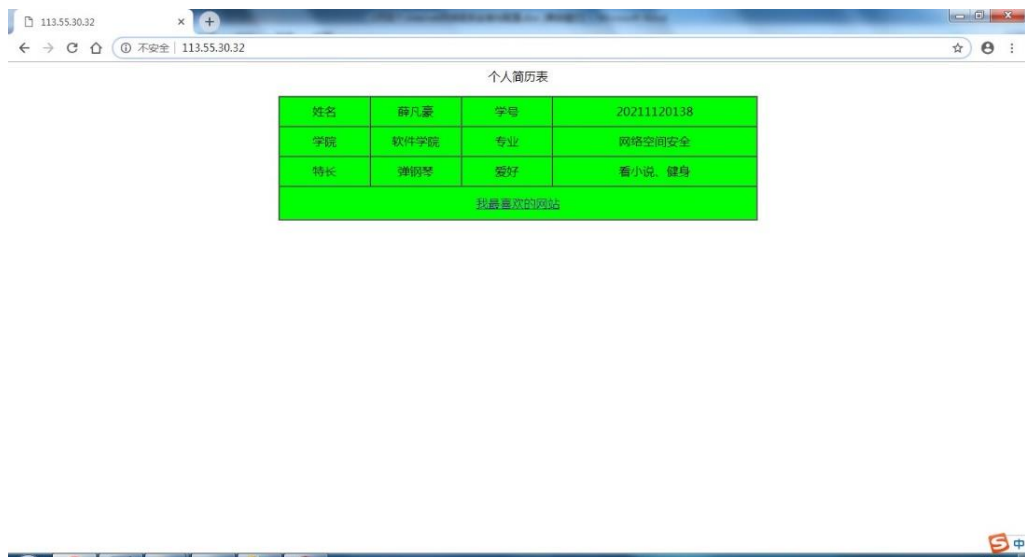 113.55.30.32
不安全 | 113.55.30.32
个人简历表
姓名 薛凡豪 学号 20211120138
学院 软件学院 专业 网络空间安全
特长 弹钢琴 爱好 看小说、健身
我最喜欢的网站
中